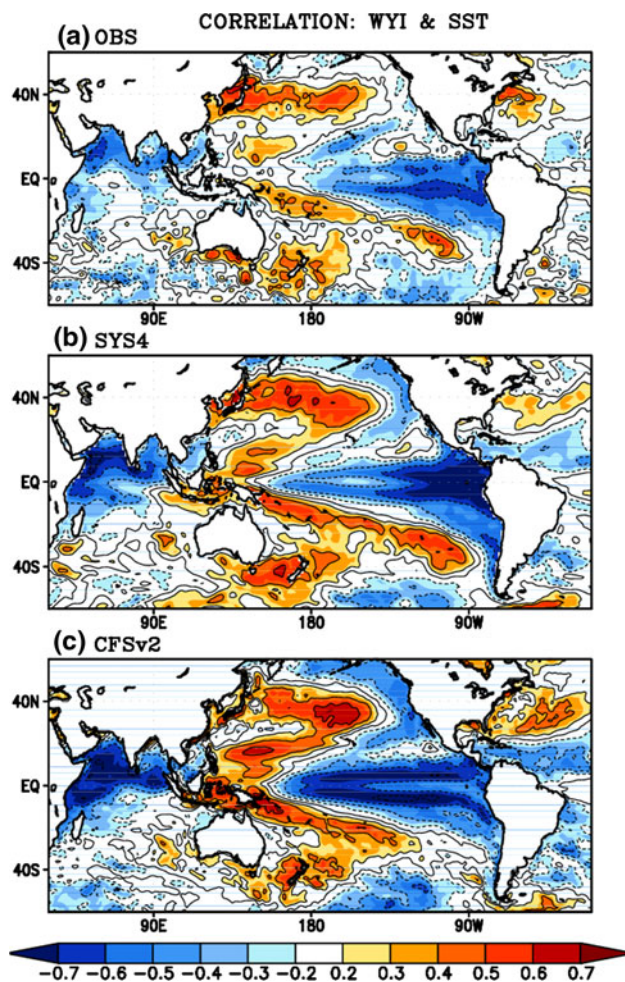 CORRELATION: WYI & SST
(a) OBS
40N
EQ
40S
90E 180 90W
(b) SYS4
40N
EQ
40S
90E 180 90W
(c) CFSv2
40N
EQ
40S
90E 180 90W
−0.7 −0.6 −0.5 −0.4 −0.3 −0.2 0.2 0.3 0.4 0.5 0.6 0.7